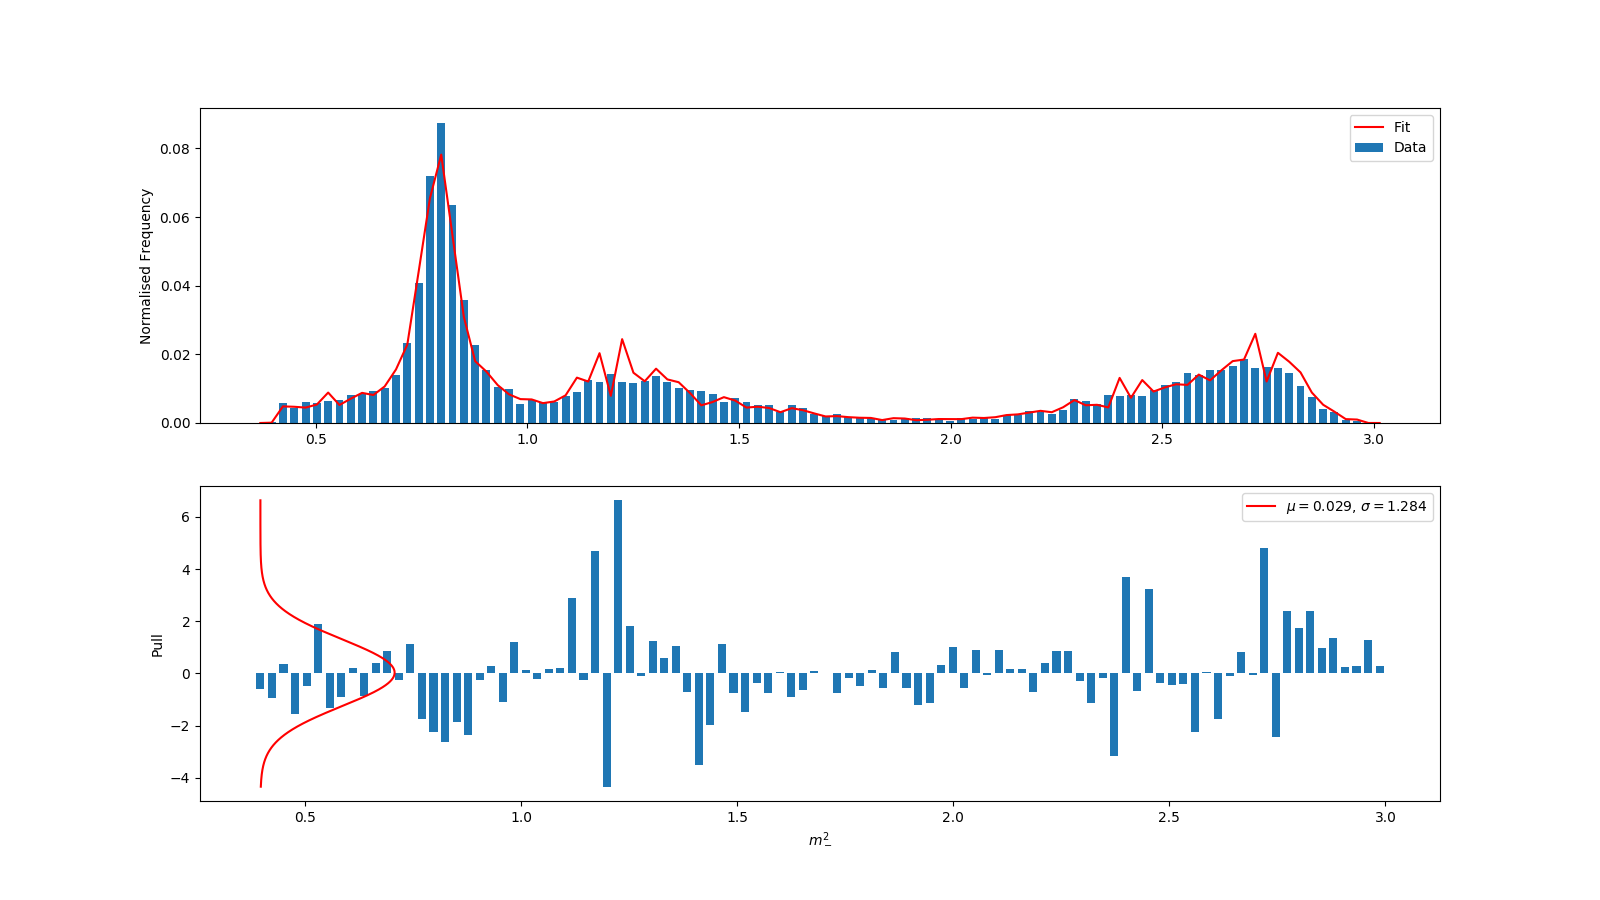 Normalised Frequency
0.08
0.06
0.04
0.02
0.00
0.5 1.0 1.5 2.0 2.5 3.0
Fit
Data
Pull
6
4
2
0
−2
−4
0.5 1.0 1.5 2.0 2.5 3.0
μ = 0.029, σ = 1.284
m²₋